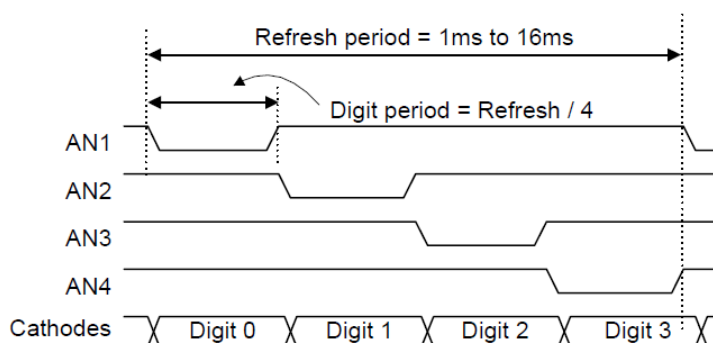 Refresh period = 1ms to 16ms
Digit period = Refresh / 4
AN1
AN2
AN3
AN4
Cathodes Digit 0 Digit 1 Digit 2 Digit 3